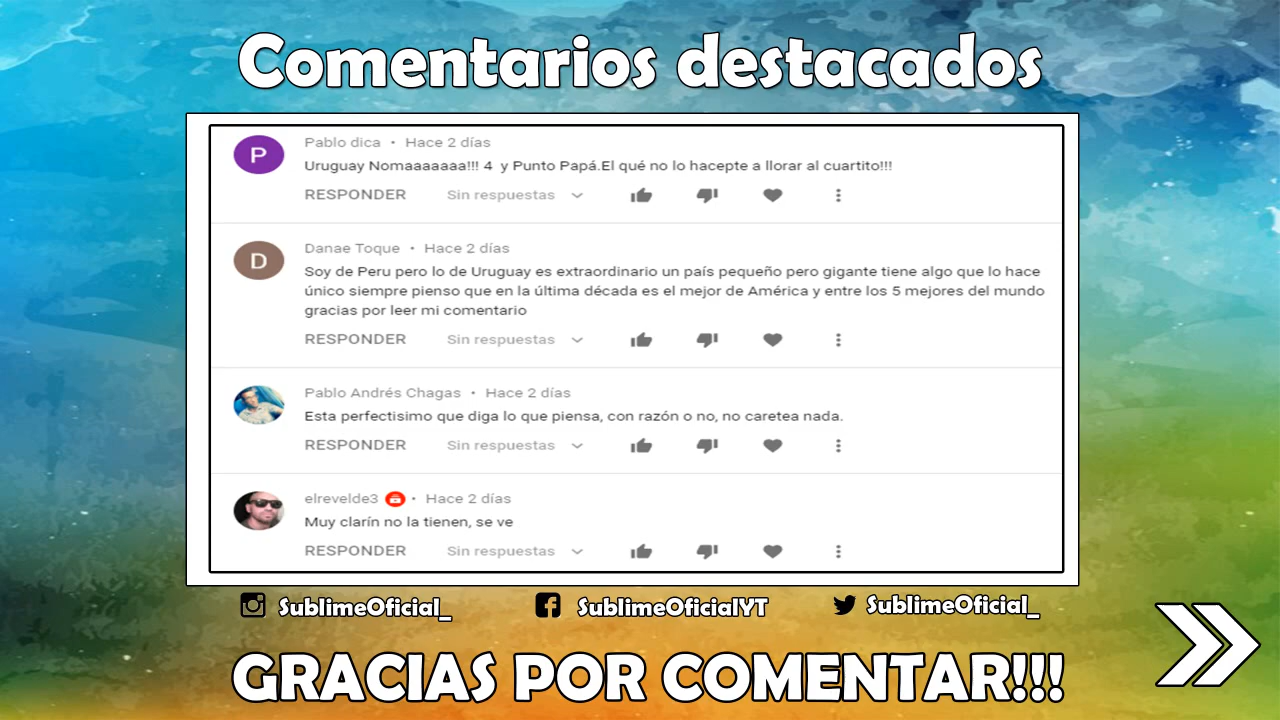 Comentarios destacados
P
Pablo dica • Hace 2 días
Uruguay Nomaaaaaaa!!! 4 y Punto Papá.El qué no lo hacepte a llorar al cuartito!!!
RESPONDER Sin respuestas
D
Danae Toque • Hace 2 días
Soy de Peru pero lo de Uruguay es extraordinario un país pequeño pero gigante tiene algo que lo hace
único siempre pienso que en la última década es el mejor de América y entre los 5 mejores del mundo
gracias por leer mi comentario
RESPONDER Sin respuestas
Pablo Andrés Chagas • Hace 2 días
Esta perfectisimo que diga lo que piensa, con razón o no, no caretea nada.
RESPONDER Sin respuestas
elrevelde3 • Hace 2 días
Muy clarín no la tienen, se ve
RESPONDER Sin respuestas
SublimeOficial_ SublimeOficialYT SublimeOficial_
GRACIAS POR COMENTAR!!!